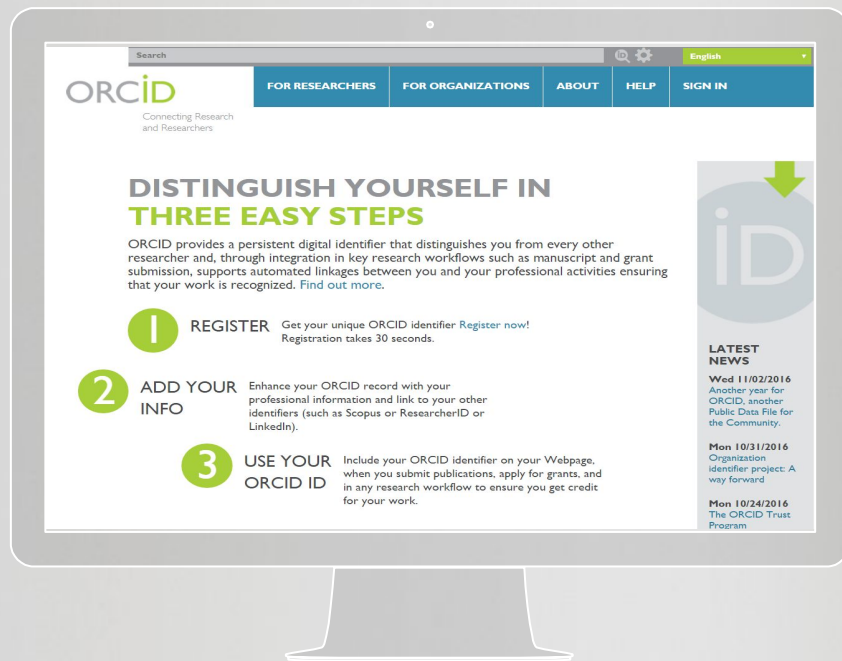 Search
English
ORCID
Connecting Research
and Researchers
FOR RESEARCHERS
FOR ORGANIZATIONS
ABOUT
HELP
SIGN IN
DISTINGUISH YOURSELF IN
THREE EASY STEPS
ORCID provides a persistent digital identifier that distinguishes you from every other
researcher and, through integration in key research workflows such as manuscript and grant
submission, supports automated linkages between you and your professional activities ensuring
that your work is recognized. Find out more.
1 REGISTER
Get your unique ORCID identifier Register now!
Registration takes 30 seconds.
2 ADD YOUR
INFO
Enhance your ORCID record with your
professional information and link to your other
identifiers (such as Scopus or ResearcherID or
LinkedIn).
3 USE YOUR
ORCID ID
Include your ORCID identifier on your Webpage,
when you submit publications, apply for grants, and
in any research workflow to ensure you get credit
for your work.
iD
LATEST
NEWS
Wed 11/02/2016
Another year for
ORCID, another
Public Data File for
the Community.
Mon 10/31/2016
Organization
identifier project: A
way forward
Mon 10/24/2016
The ORCID Trust
Program